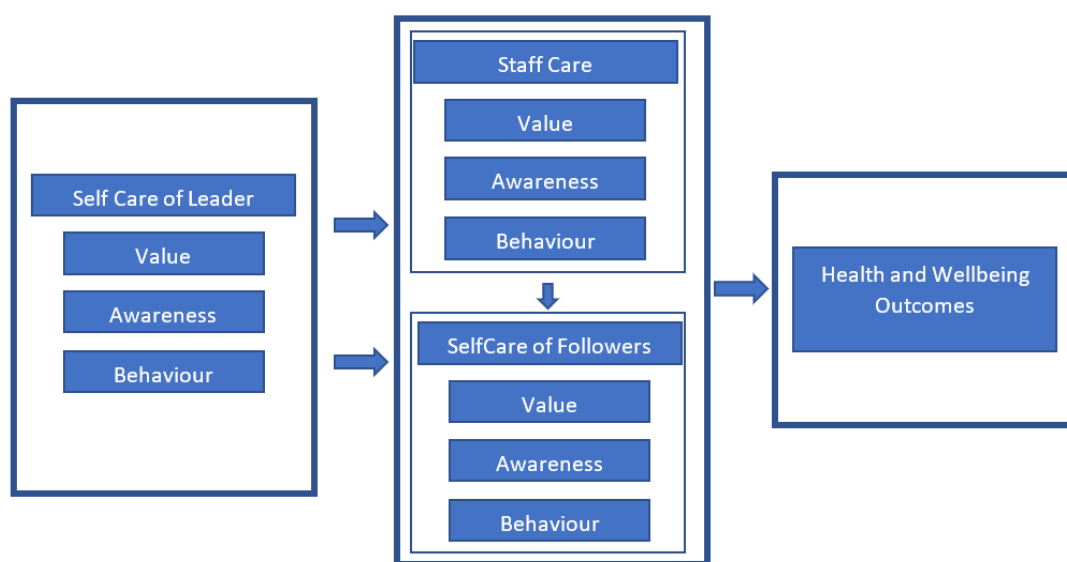 Self Care of Leader
Value
Awareness
Behaviour
Staff Care
Value
Awareness
Behaviour
SelfCare of Followers
Value
Awareness
Behaviour
Health and Wellbeing
Outcomes